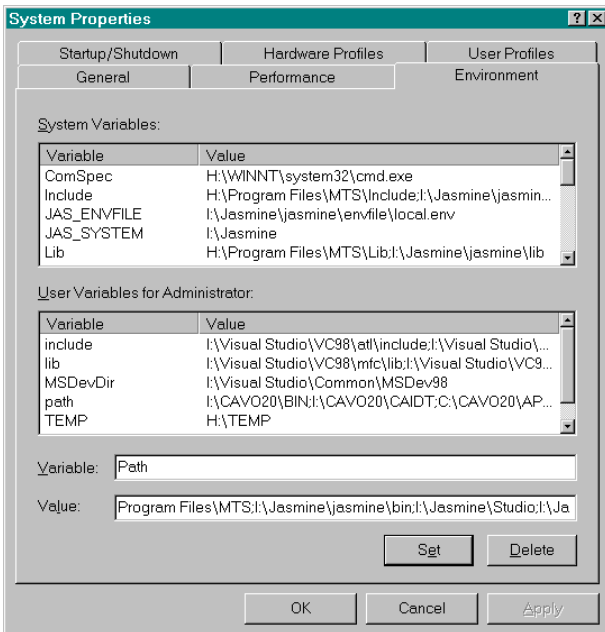 System Properties
Startup/Shutdown Hardware Profiles User Profiles
General Performance Environment
System Variables:
Variable Value
ComSpec H:\WINNT\system32\cmd.exe
Include H:\Program Files\MTS\Include;I:\Jasmine\jasmin...
JAS_ENVFILE I:\Jasmine\jasmine\envfile\local.env
JAS_SYSTEM I:\Jasmine
Lib H:\Program Files\MTS\Lib;I:\Jasmine\jasmine\lib
User Variables for Administrator:
Variable Value
include I:\Visual Studio\VC98\atl\include;I:\Visual Studio\...
lib I:\Visual Studio\VC98\mfc\lib;I:\Visual Studio\VC9...
MSDevDir I:\Visual Studio\Common\MSDev98
path I:\CAVO20\BIN;I:\CAVO20\CAIDT;C:\CAVO20\AP...
TEMP H:\TEMP
Variable: Path
Value: Program Files\MTS;I:\Jasmine\jasmine\bin;I:\Jasmine\Studio;I:\Ja
Set Delete
OK Cancel Apply